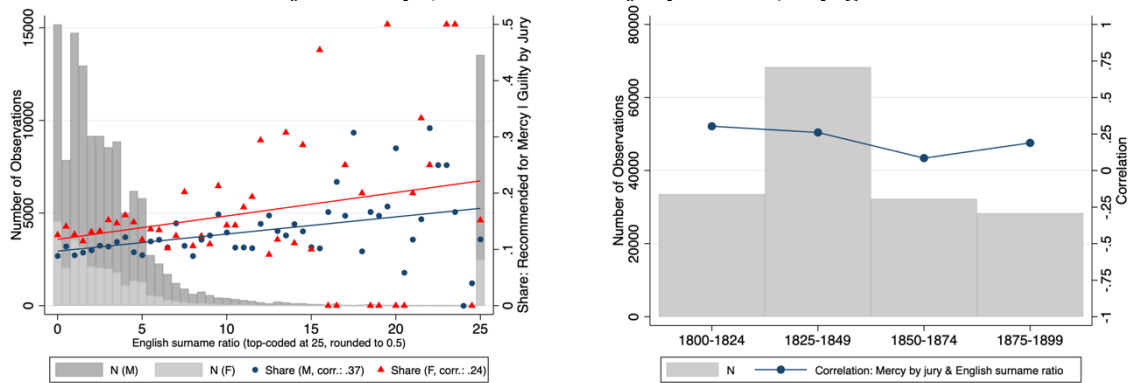 15000
10000
5000
0
Number of Observations
.5
.4
.3
.2
.1
0
Share: Recommended for Mercy | Guilty by Jury
0 5 10 15 20 25
English surname ratio (top-coded at 25, rounded to 0.5)
N (M) N (F) Share (M, corr.: .37) Share (F, corr.: .24)
80000
60000
40000
20000
0
Number of Observations
1
.75
.5
.25
0
-.25
-.5
-.75
-1
Correlation
1800-1824 1825-1849 1850-1874 1875-1899
N Correlation: Mercy by jury & English surname ratio